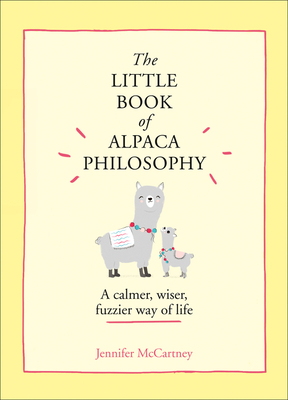 The
LITTLE
BOOK of
ALPACA
PHILOSOPHY
A calmer, wiser,
fuzzier way of life
Jennifer McCartney